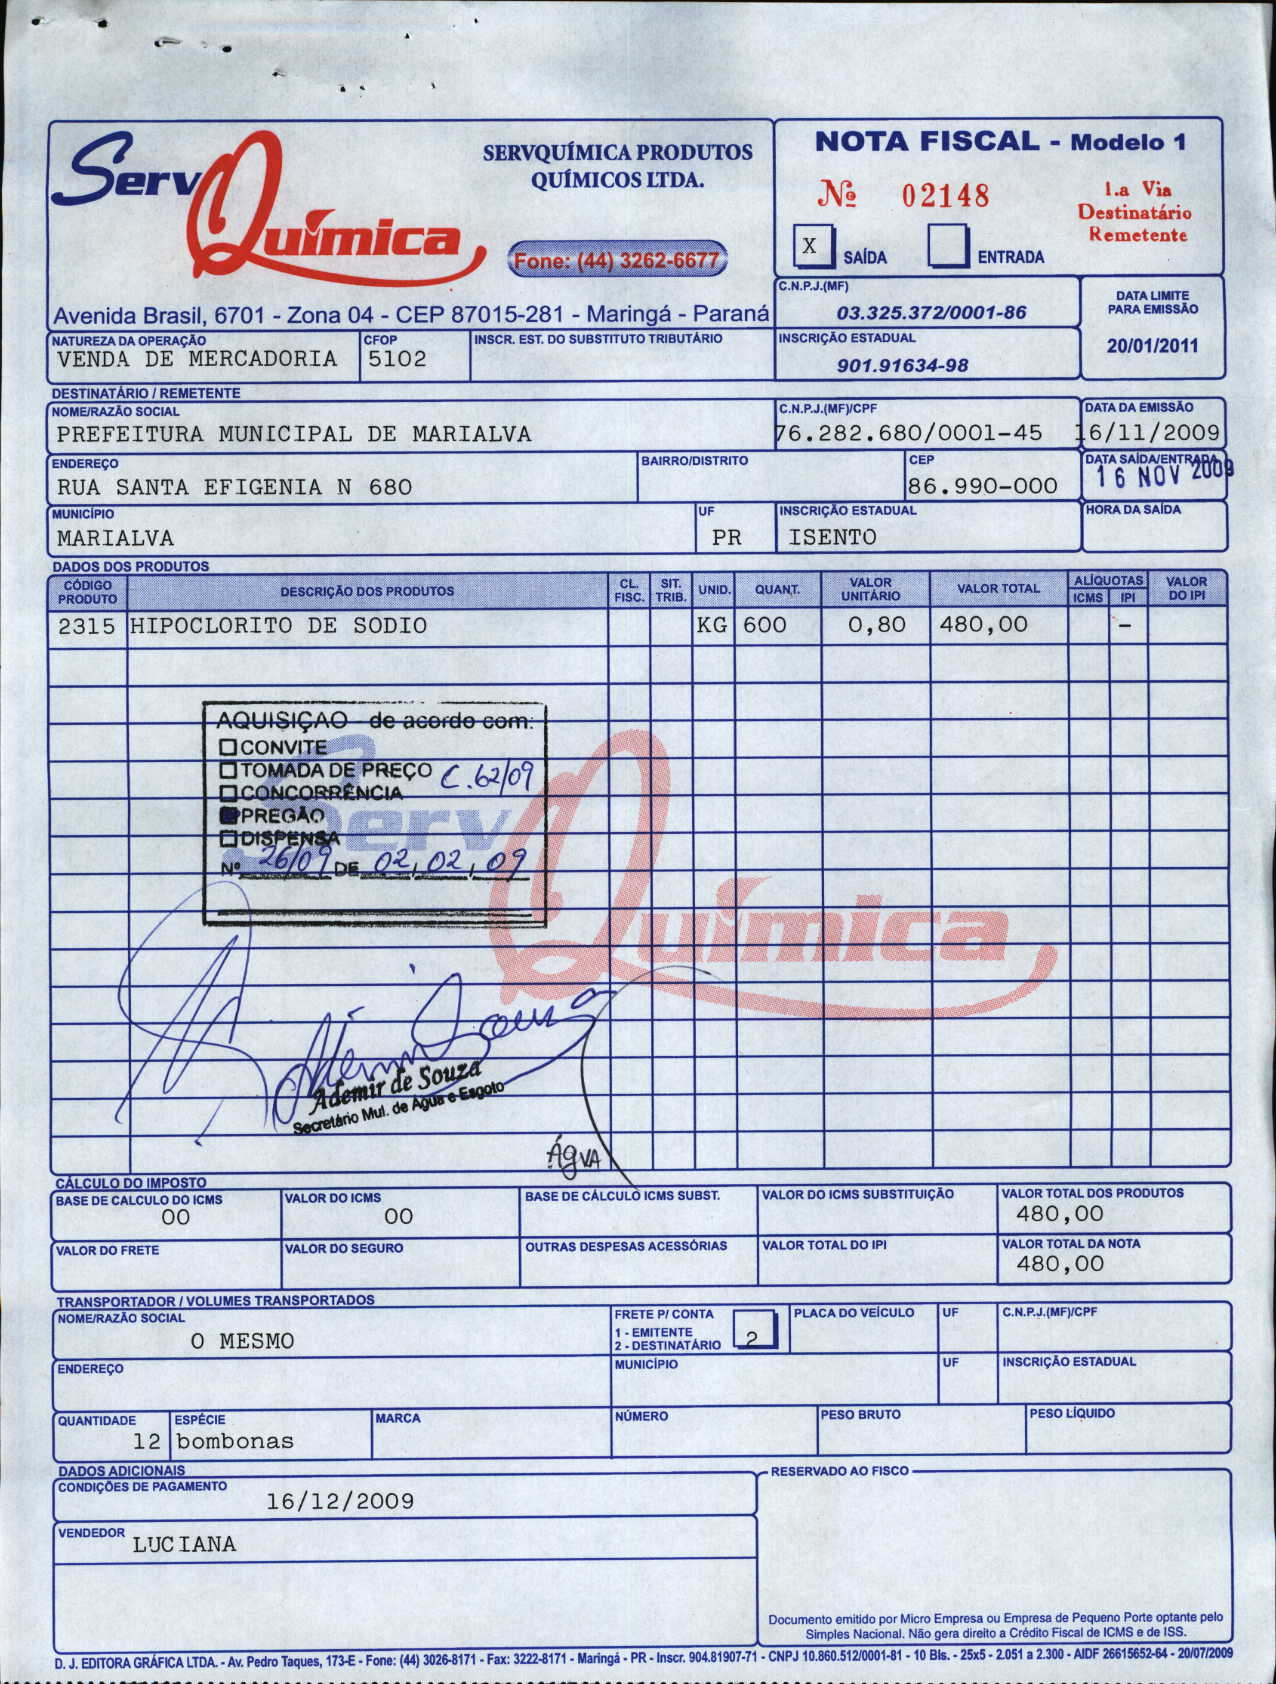 Serv Química
SERVQUÍMICA PRODUTOS
QUÍMICOS LTDA.
Fone: (44) 3262-6677
Avenida Brasil, 6701 - Zona 04 - CEP 87015-281 - Maringá - Paraná
NOTA FISCAL - Modelo 1
Nº 02148
1.a Via
Destinatário
Remetente
X SAÍDA ENTRADA
C.N.P.J.(MF)
03.325.372/0001-86
DATA LIMITE
PARA EMISSÃO
20/01/2011
NATUREZA DA OPERAÇÃO CFOP INSCR. EST. DO SUBSTITUTO TRIBUTÁRIO INSCRIÇÃO ESTADUAL
VENDA DE MERCADORIA 5102 901.91634-98
DESTINATÁRIO / REMETENTE
NOME/RAZÃO SOCIAL C.N.P.J.(MF)/CPF DATA DA EMISSÃO
PREFEITURA MUNICIPAL DE MARIALVA 76.282.680/0001-45 16/11/2009
ENDEREÇO BAIRRO/DISTRITO CEP DATA SAÍDA/ENTRADA
RUA SANTA EFIGENIA N 680 86.990-000 16 NOV 2009
MUNICÍPIO UF INSCRIÇÃO ESTADUAL HORA DA SAÍDA
MARIALVA PR ISENTO
DADOS DOS PRODUTOS
CÓDIGO PRODUTO DESCRIÇÃO DOS PRODUTOS CL. FISC. SIT. TRIB. UNID. QUANT. VALOR UNITÁRIO VALOR TOTAL ALÍQUOTAS ICMS IPI VALOR DO IPI
2315 HIPOCLORITO DE SODIO KG 600 0,80 480,00 -
AQUISIÇAO - de acordo com:
CONVITE
TOMADA DE PREÇO C.62/09
CONCORRÊNCIA
PREGÃO
DISPENSA
Nº 26/09 DE 02/02/09
Serv Química
Ademir Souza
Ademir de Souza
Secretário Mul. de Água e Esgoto
ÁgUA
CÁLCULO DO IMPOSTO
BASE DE CALCULO DO ICMS VALOR DO ICMS BASE DE CÁLCULO ICMS SUBST. VALOR DO ICMS SUBSTITUIÇÃO VALOR TOTAL DOS PRODUTOS
00 00 480,00
VALOR DO FRETE VALOR DO SEGURO OUTRAS DESPESAS ACESSÓRIAS VALOR TOTAL DO IPI VALOR TOTAL DA NOTA
480,00
TRANSPORTADOR / VOLUMES TRANSPORTADOS
NOME/RAZÃO SOCIAL FRETE P/ CONTA PLACA DO VEÍCULO UF C.N.P.J.(MF)/CPF
O MESMO 1 - EMITENTE
2 - DESTINATÁRIO 2
ENDEREÇO MUNICÍPIO UF INSCRIÇÃO ESTADUAL
QUANTIDADE ESPÉCIE MARCA NÚMERO PESO BRUTO PESO LÍQUIDO
12 bombonas
DADOS ADICIONAIS
CONDIÇÕES DE PAGAMENTO
16/12/2009
VENDEDOR LUCIANA
RESERVADO AO FISCO
Documento emitido por Micro Empresa ou Empresa de Pequeno Porte optante pelo
Simples Nacional. Não gera direito a Crédito Fiscal de ICMS e de ISS.
D. J. EDITORA GRÁFICA LTDA. - Av. Pedro Taques, 173-E - Fone: (44) 3026-8171 - Fax: 3222-8171 - Maringá - PR - Inscr. 904.81907-71 - CNPJ 10.860.512/0001-81 - 10 Bls. - 25x5 - 2.051 a 2.300 - AIDF 26615652-64 - 20/07/2009